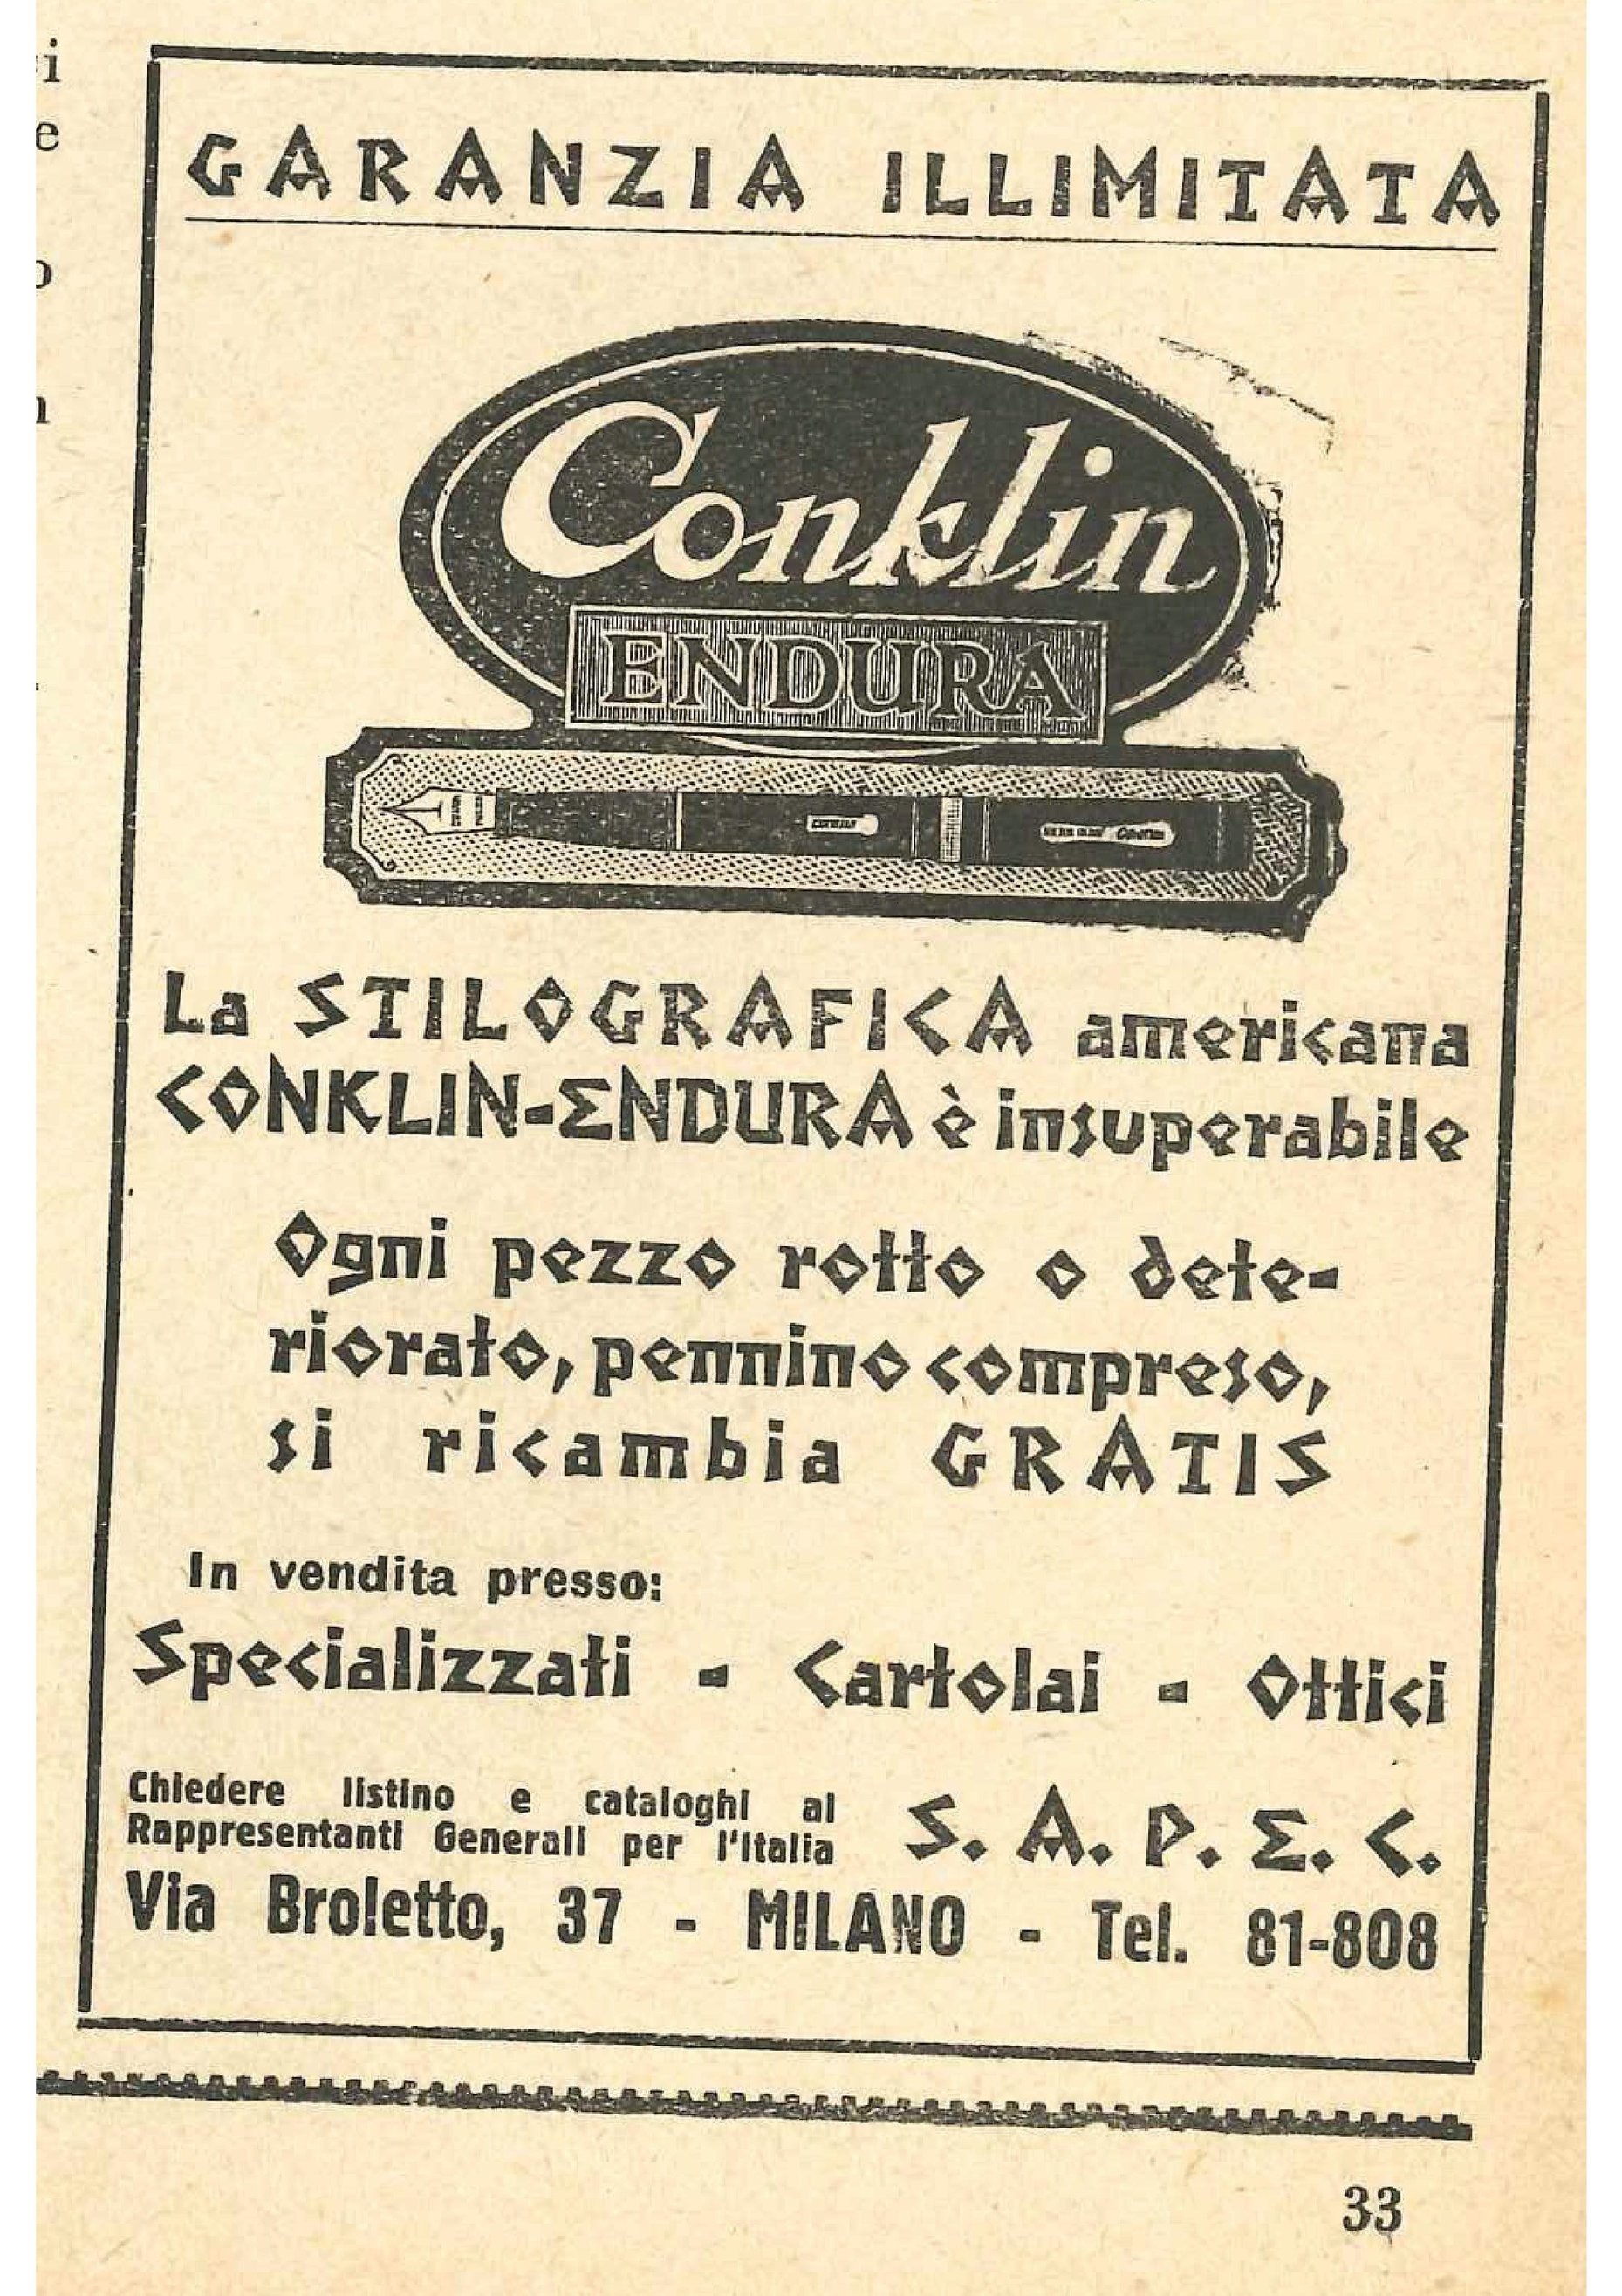 GARANZIA ILLIMITATA
Conklin
ENDURA
La STILOGRAFICA americana
CONKLIN-ENDURA è insuperabile
Ogni pezzo rotto o dete-
riorato, pennino compreso,
si ricambia GRATIS
In vendita presso:
Specializzati - Cartolai - Ottici
Chiedere listino e cataloghi ai
Rappresentanti Generali per l'Italia
S. A. P. E. C.
Via Broletto, 37 - MILANO - Tel. 81-808
33